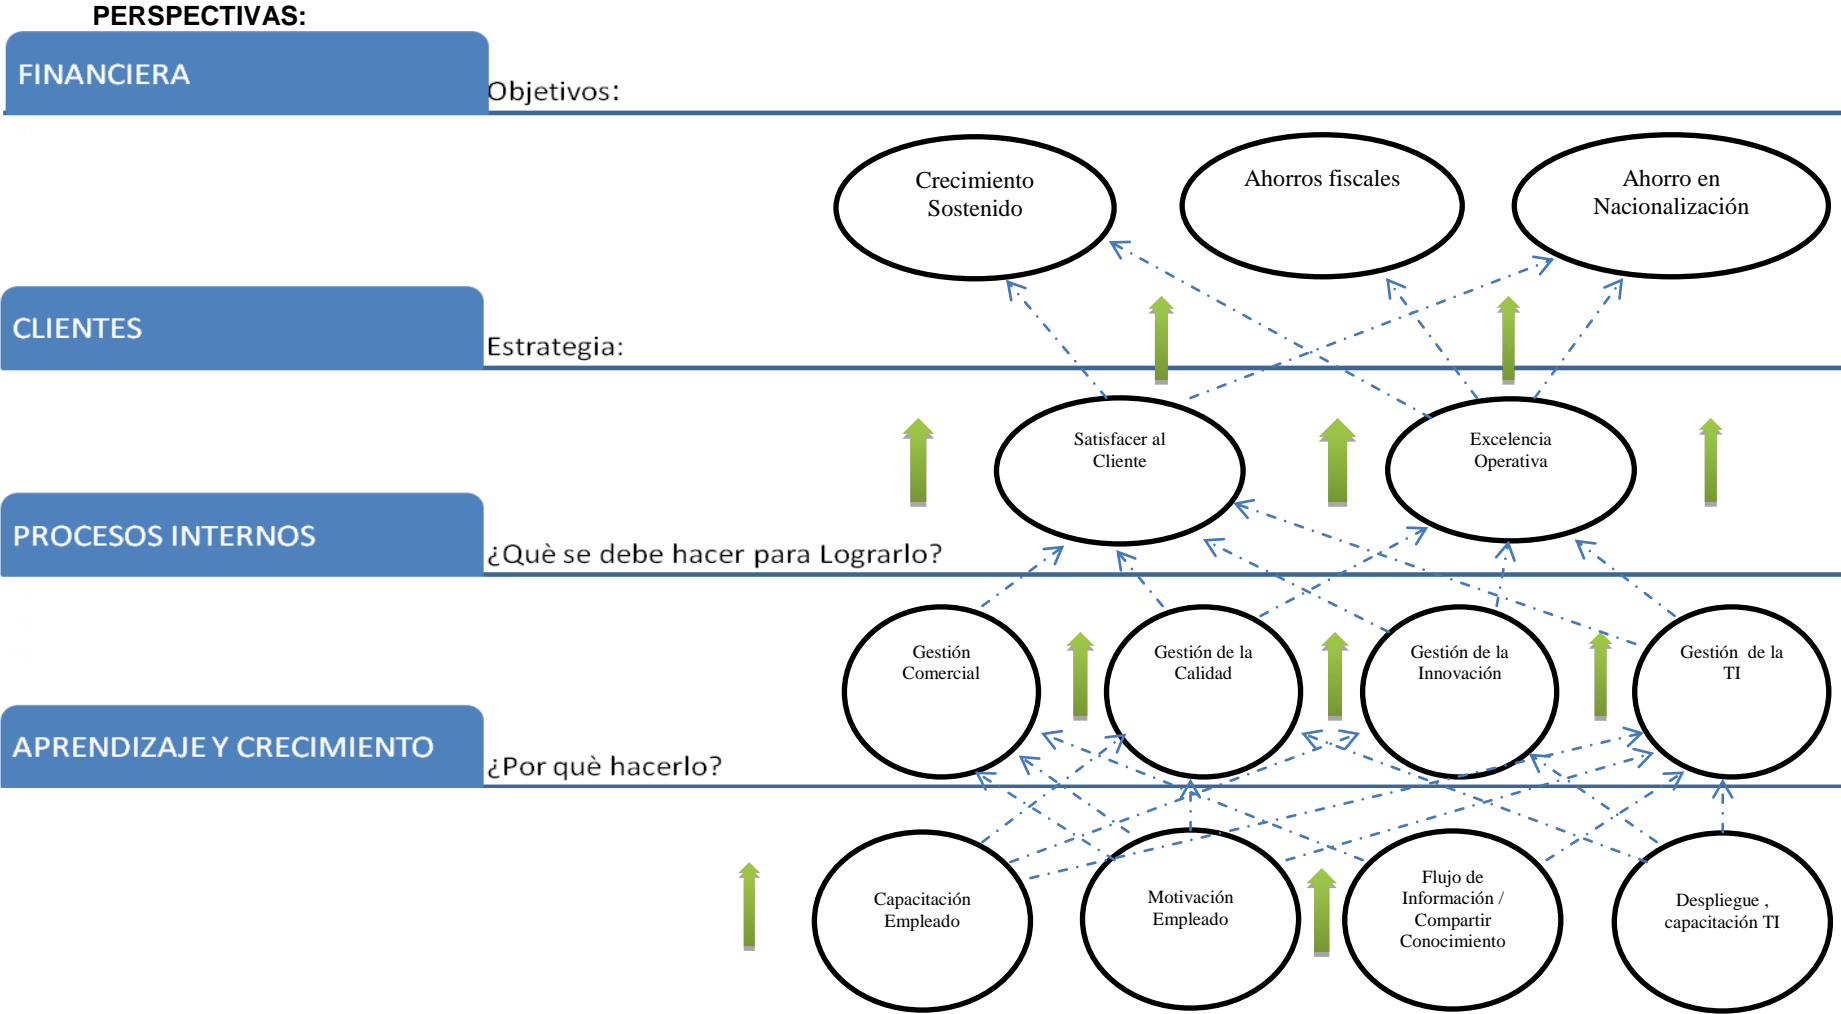 PERSPECTIVAS:
FINANCIERA
Objetivos:
Crecimiento
Sostenido
Ahorros fiscales
Ahorro en
Nacionalización
CLIENTES
Estrategia:
Satisfacer al
Cliente
Excelencia
Operativa
PROCESOS INTERNOS
¿Què se debe hacer para Lograrlo?
Gestión
Comercial
Gestión de la
Calidad
Gestión de la
Innovación
Gestión de la
TI
APRENDIZAJE Y CRECIMIENTO
¿Por què hacerlo?
Capacitación
Empleado
Motivación
Empleado
Flujo de
Información /
Compartir
Conocimiento
Despliegue ,
capacitación TI